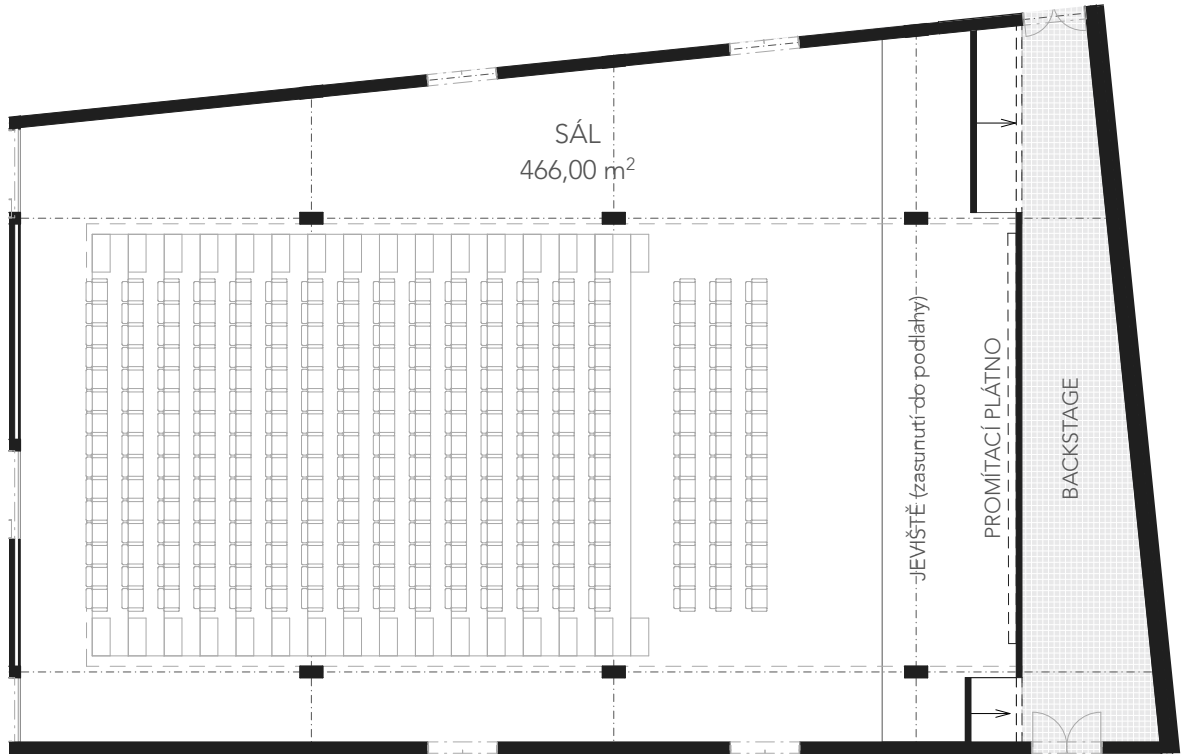 SÁL
466,00 m²
JEVIŠTĚ (zasunutí do podlahy)
PROMÍTACÍ PLÁTNO
BACKSTAGE